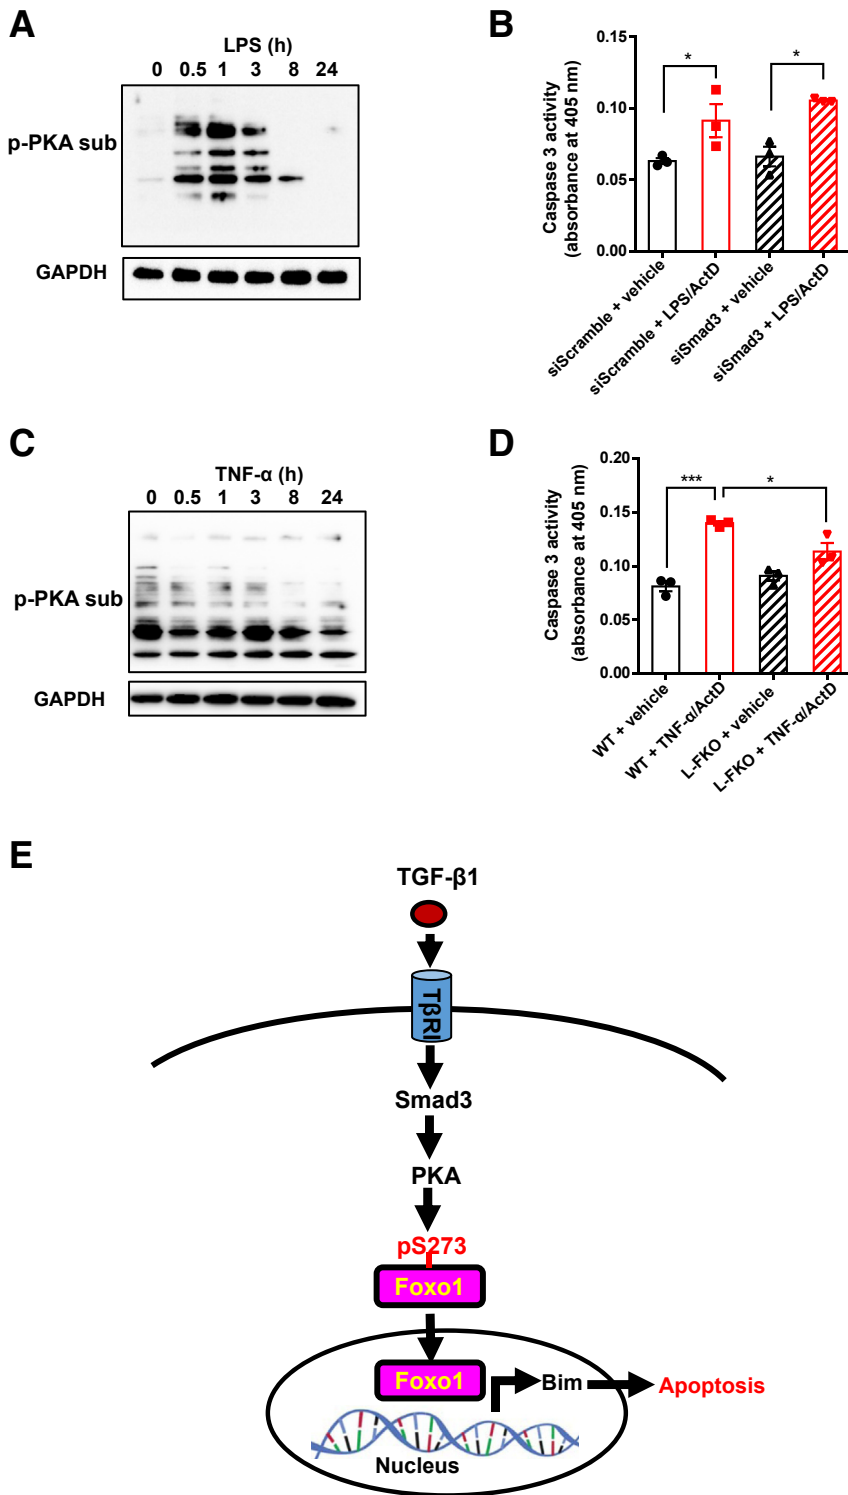 A
LPS (h)
0 0.5 1 3 8 24
p-PKA sub
GAPDH
B
Caspase 3 activity
(absorbance at 405 nm)
0.15
0.10
0.05
0.00
* *
siScramble + vehicle
siScramble + LPS/ActD
siSmad3 + vehicle
siSmad3 + LPS/ActD
C
TNF-α (h)
0 0.5 1 3 8 24
p-PKA sub
GAPDH
D
Caspase 3 activity
(absorbance at 405 nm)
0.20
0.15
0.10
0.05
0.00
*** *
WT + vehicle
WT + TNF-α/ActD
L-FKO + vehicle
L-FKO + TNF-α/ActD
E
TGF-β1
TβRI
Smad3
PKA
pS273
Foxo1
Foxo1
Bim
Apoptosis
Nucleus